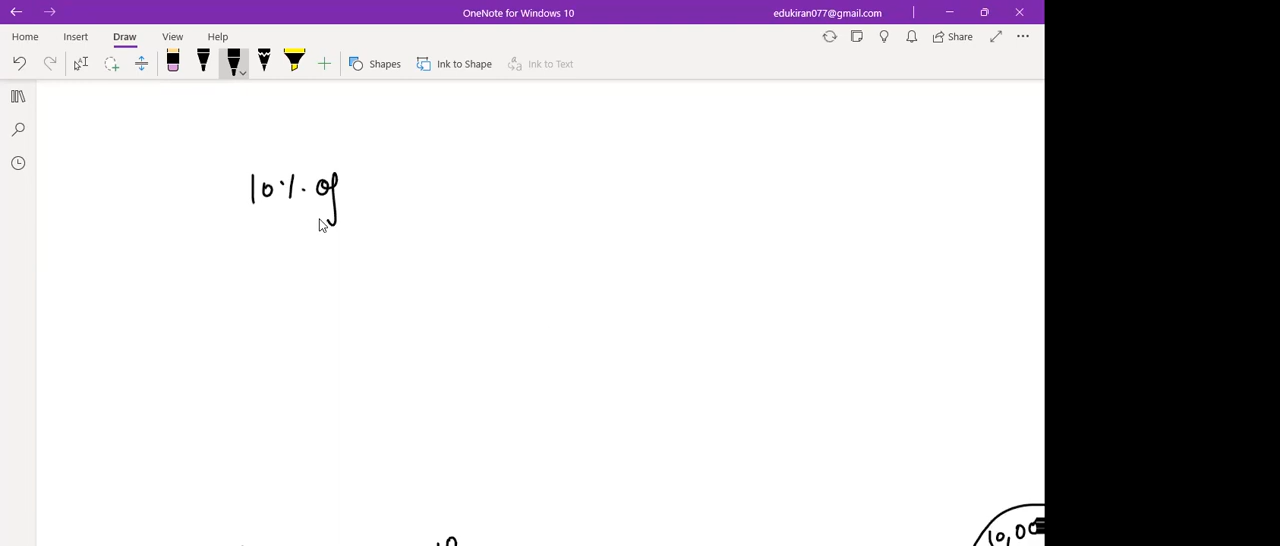 OneNote for Windows 10
edukiran077@gmail.com
Home Insert Draw View Help
Share
Shapes Ink to Shape Ink to Text
10% of